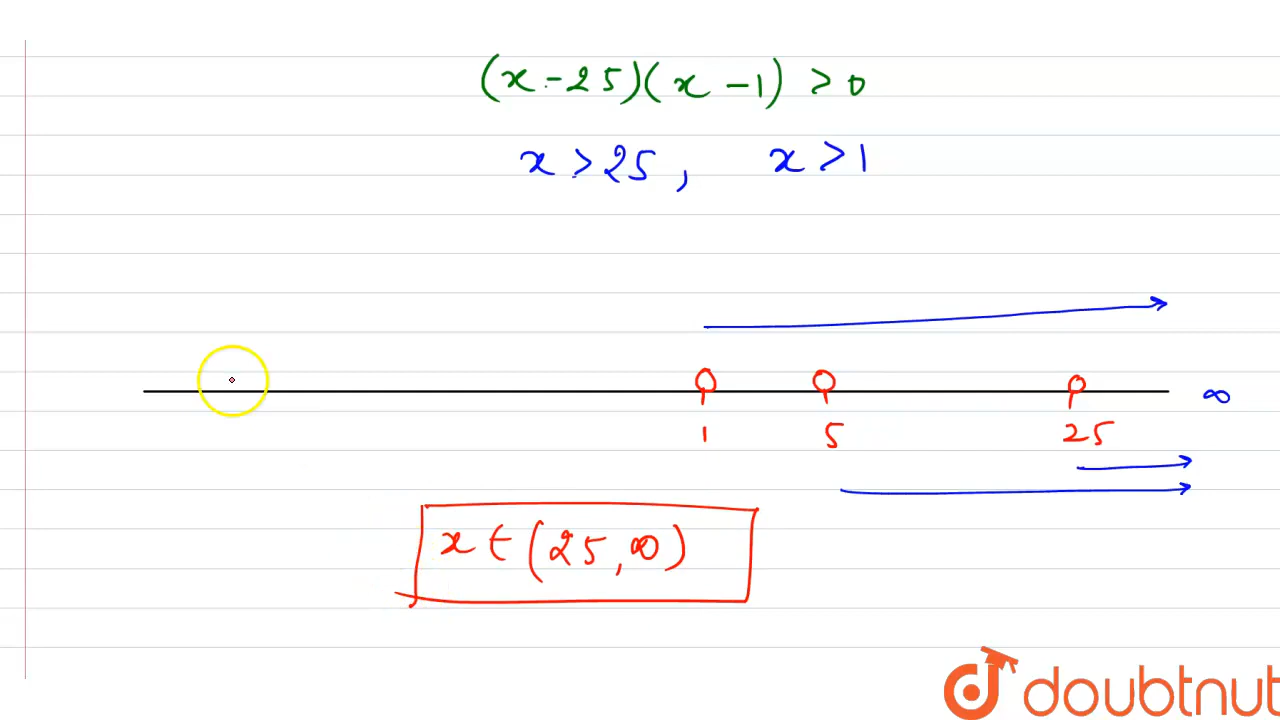 (x-25)(x-1) > 0
x > 25, x > 1
∞
1 5 25
x ∈ (25, ∞)
doubtnut